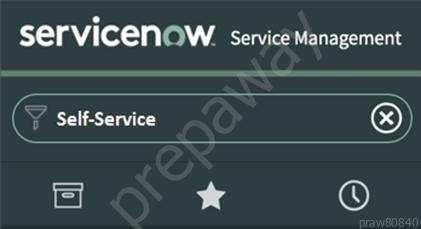 servicenow Service Management
Self-Service
prepaway
praw80840